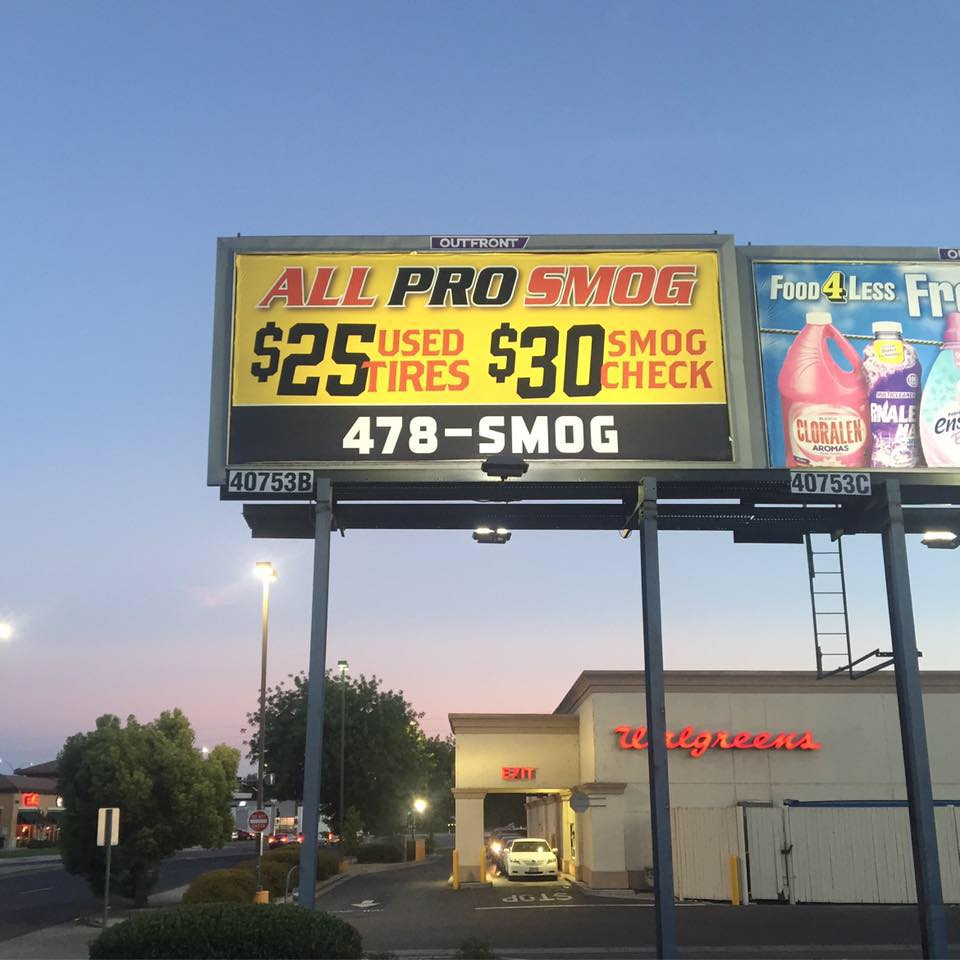 OUTFRONT
ALL PRO SMOG
$25 USED TIRES $30 SMOG CHECK
478-SMOG
40753B
FOOD 4 LESS
Fr
CLORALEN
AROMAS
40753C
Walgreens
EXIT
STOP